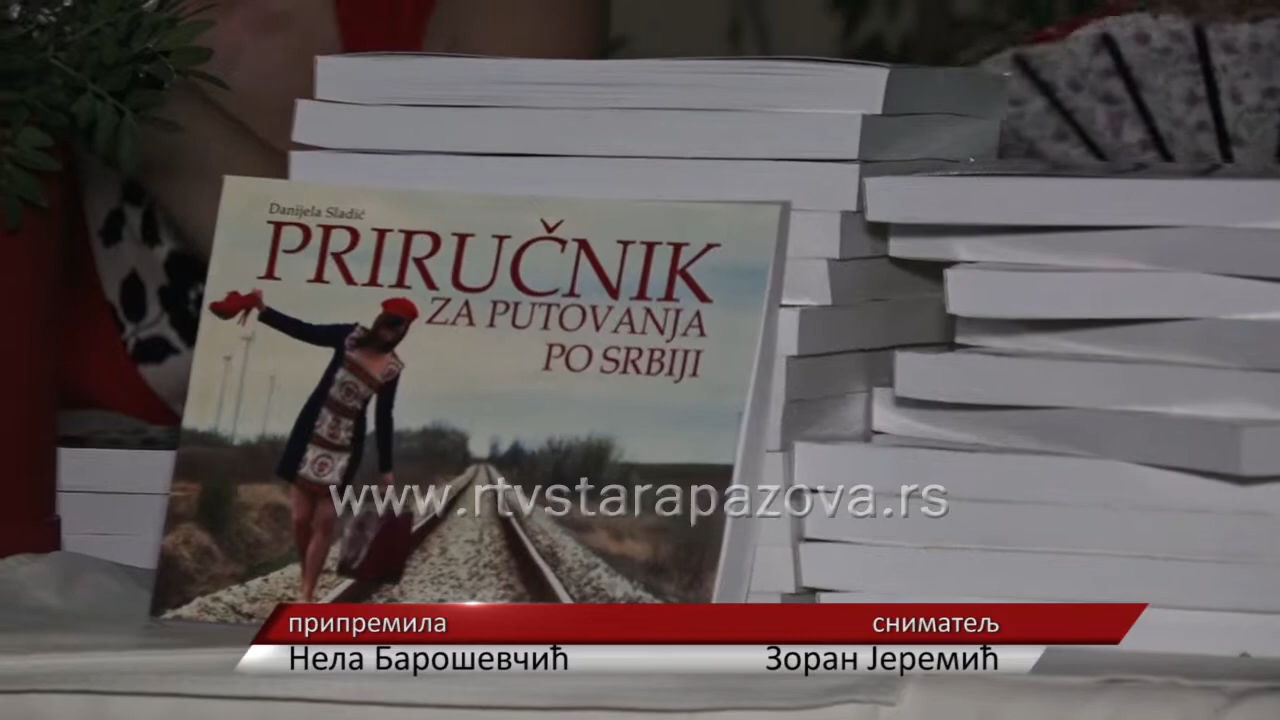 Danijela Sladić
PRIRUČNIK
ZA PUTOVANJA
PO SRBIJI
www.rtvstarapazova.rs
припремила
сниматељ
Нела Барошевчић
Зоран Јеремић